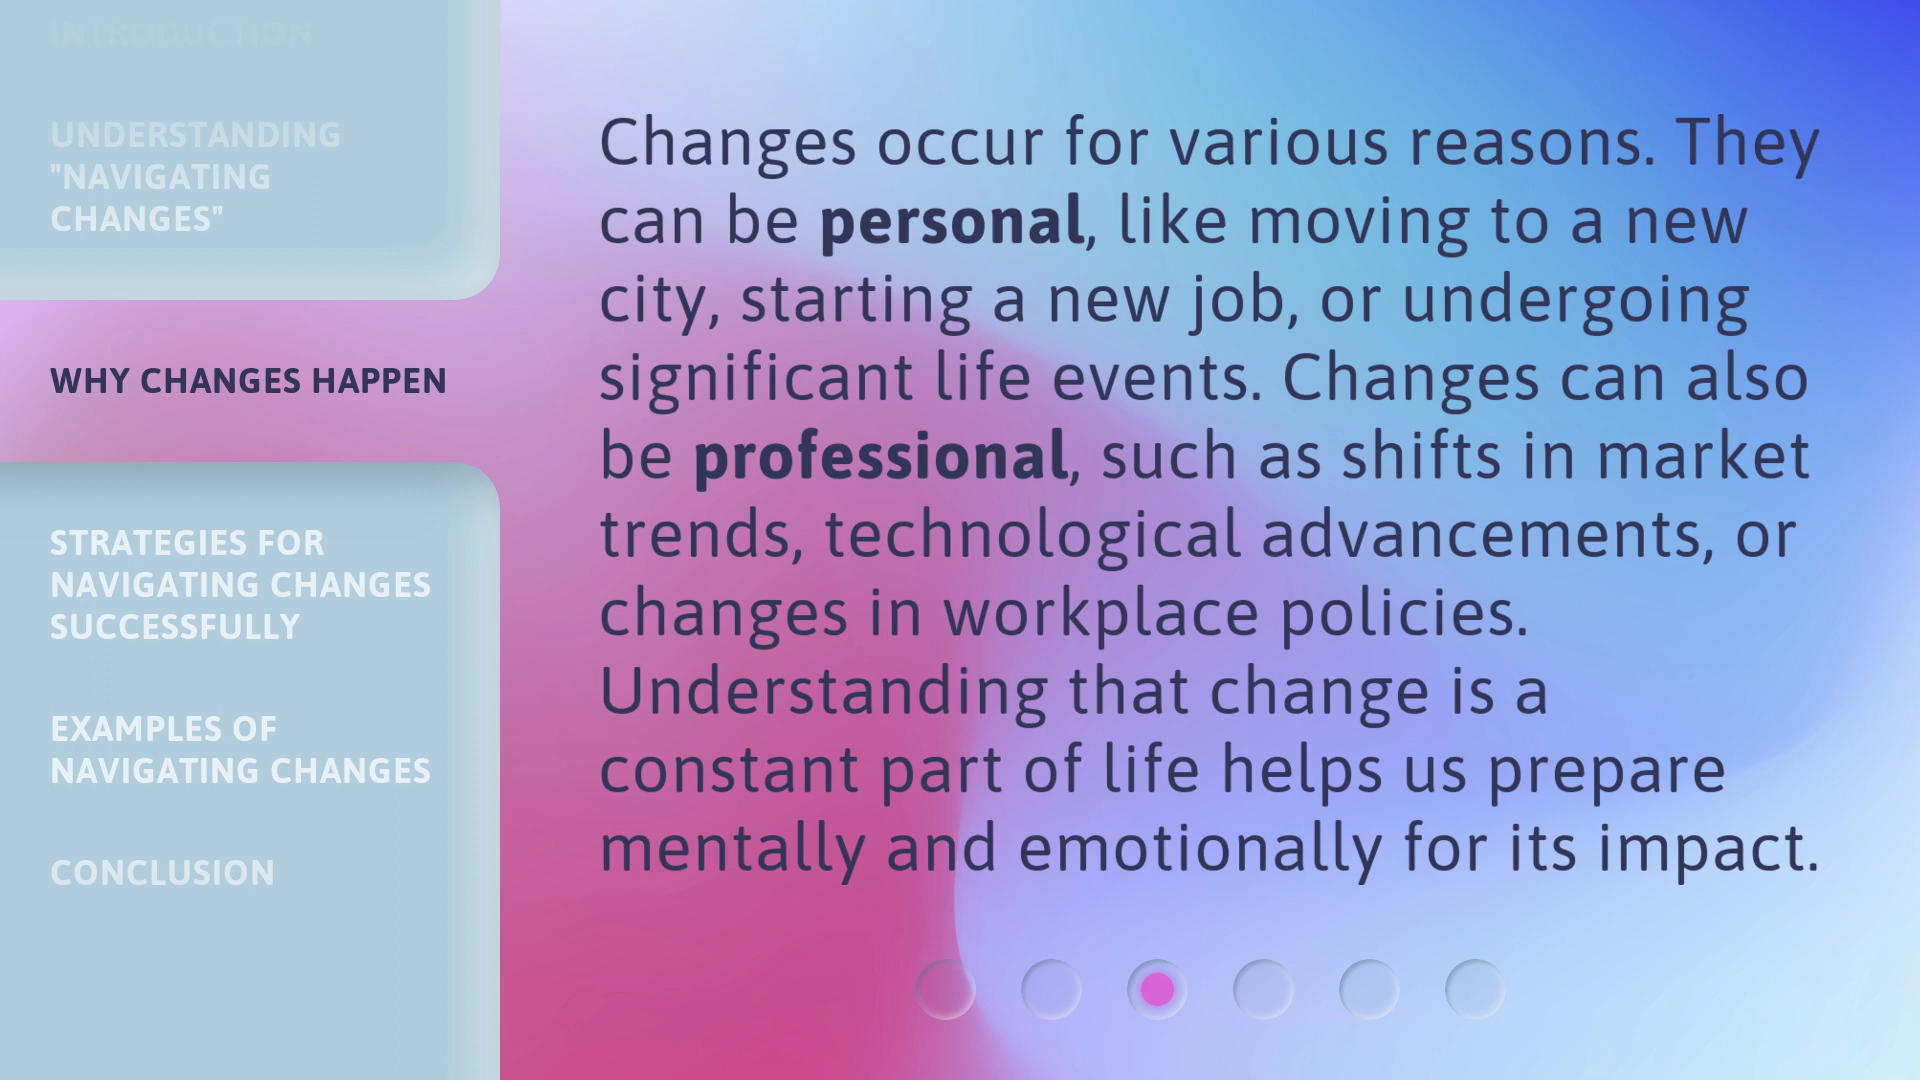 INTRODUCTION
UNDERSTANDING
"NAVIGATING
CHANGES"
WHY CHANGES HAPPEN
STRATEGIES FOR
NAVIGATING CHANGES
SUCCESSFULLY
EXAMPLES OF
NAVIGATING CHANGES
CONCLUSION
Changes occur for various reasons. They
can be personal, like moving to a new
city, starting a new job, or undergoing
significant life events. Changes can also
be professional, such as shifts in market
trends, technological advancements, or
changes in workplace policies.
Understanding that change is a
constant part of life helps us prepare
mentally and emotionally for its impact.